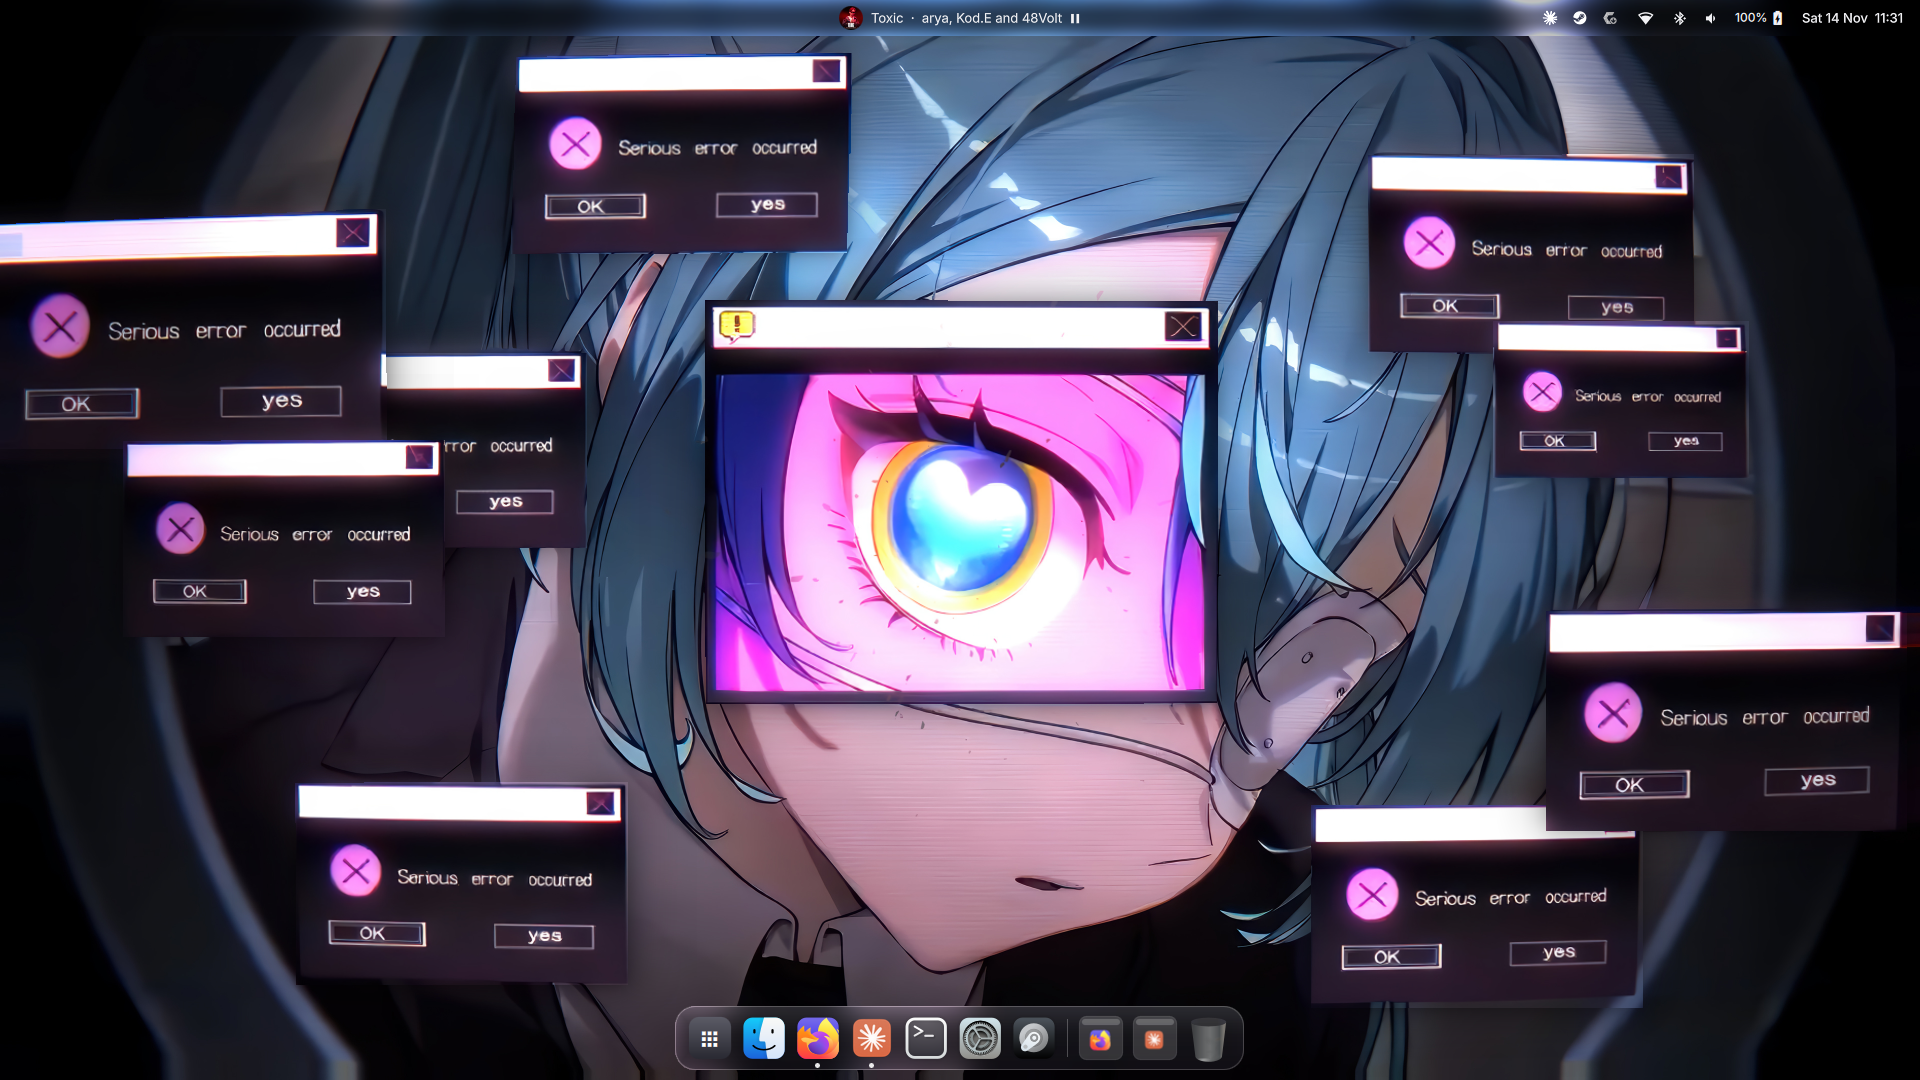 Toxic · arya, Kod.E and 48Volt
100%
Sat 14 Nov 11:31
Serious error occurred
OK yes
Serious error occurred
OK yes
Serious error occurred
OK yes
occurred
yes
Serious error occurred
OK yes
Serious error occurred
OK yes
Serious error occurred
OK yes
Serious error occurred
OK yes
Serious error occurred
OK yes